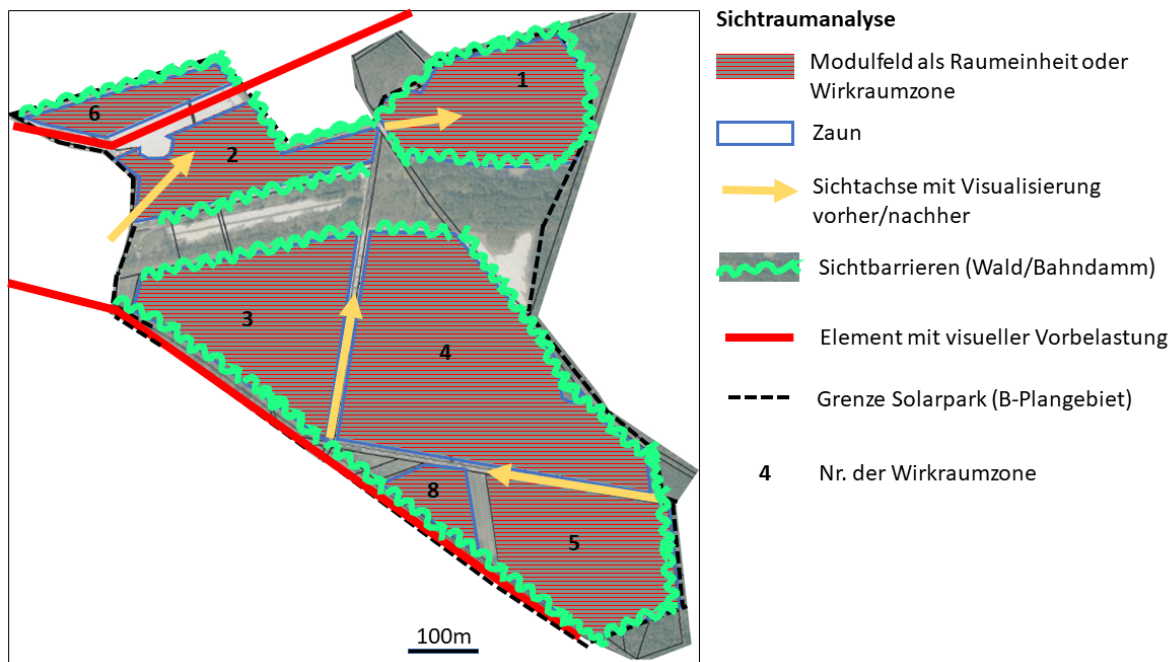 Sichtraumanalyse
Modulfeld als Raumeinheit oder
Wirkraumzone
Zaun
Sichtachse mit Visualisierung
vorher/nachher
Sichtbarrieren (Wald/Bahndamm)
Element mit visueller Vorbelastung
Grenze Solarpark (B-Plangebiet)
4 Nr. der Wirkraumzone
1
6
2
3
4
8
5
100m